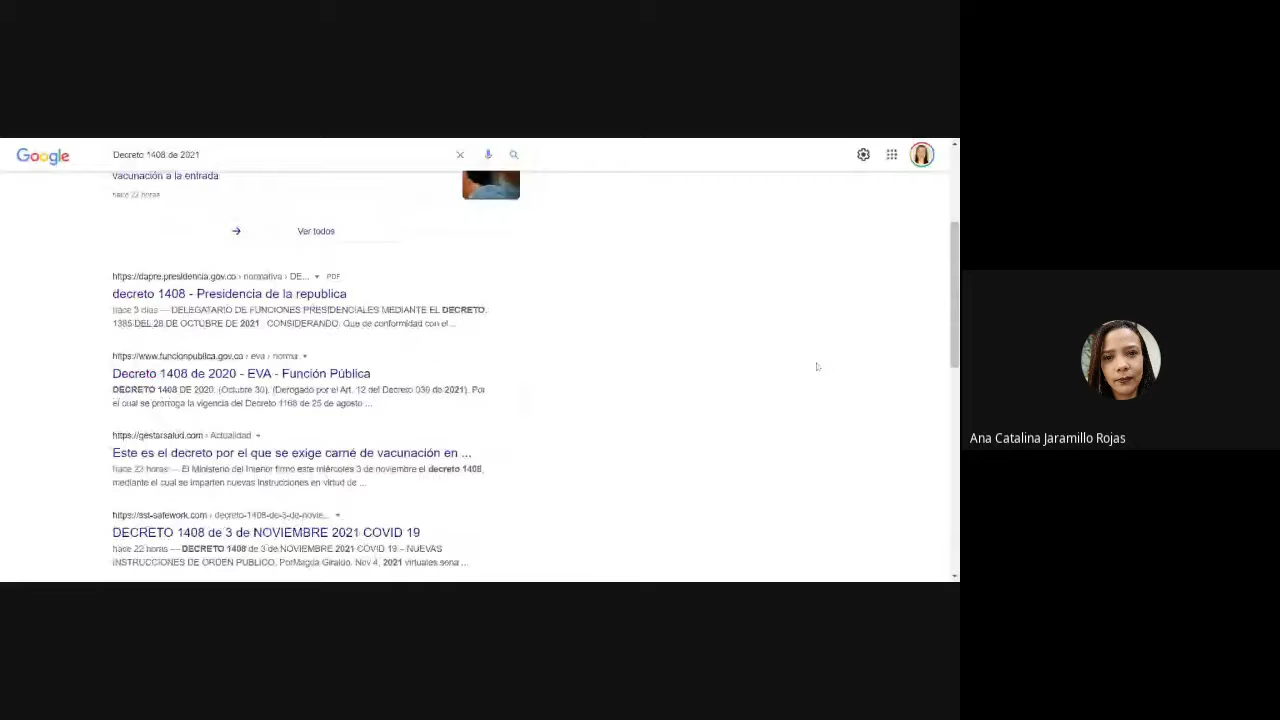 Google
Decreto 1408 de 2021
vacunación a la entrada
hace 22 horas
Ver todos
https://dapre.presidencia.gov.co › normativa › DE... PDF
decreto 1408 - Presidencia de la republica
hace 3 días — DELEGATARIO DE FUNCIONES PRESIDENCIALES MEDIANTE EL DECRETO.
1385 DEL 28 DE OCTUBRE DE 2021 . CONSIDERANDO. Que de conformidad con el ...
https://www.funcionpublica.gov.co › eva › norma
Decreto 1408 de 2020 - EVA - Función Pública
DECRETO 1408 DE 2020. (Octubre 30). (Derogado por el Art. 12 del Decreto 039 de 2021). Por
el cual se prorroga la vigencia del Decreto 1168 de 25 de agosto ...
https://gestarsalud.com › Actualidad
Este es el decreto por el que se exige carné de vacunación en ...
hace 22 horas — El Ministerio del Interior firmo este miércoles 3 de noviembre el decreto 1408,
mediante el cual se imparten nuevas instrucciones en virtud de ...
https://sst-safework.com › decreto-1408-de-3-de-novie...
DECRETO 1408 de 3 de NOVIEMBRE 2021 COVID 19
hace 22 horas — DECRETO 1408 de 3 de NOVIEMBRE 2021 COVID 19 – NUEVAS
INSTRUCCIONES DE ORDEN PUBLICO. PorMagda Giraldo. Nov 4, 2021 virtuales sena ...
Ana Catalina Jaramillo Rojas